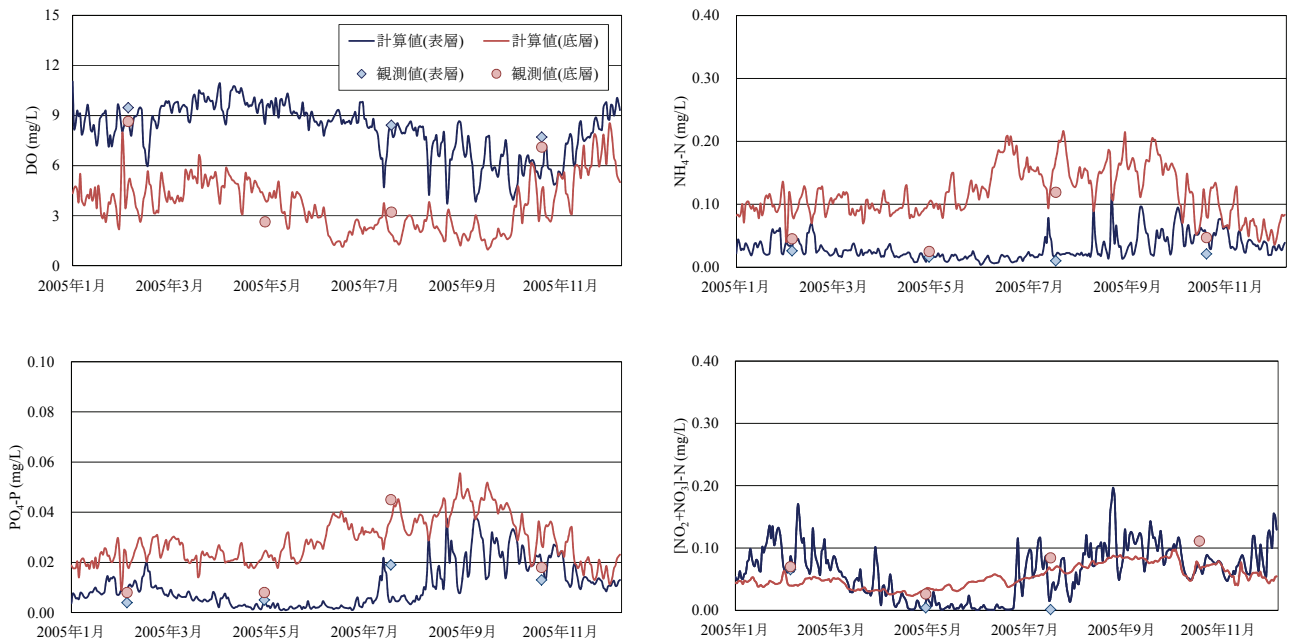 DO (mg/L)
15
12
9
6
3
0
計算値(表層)
計算値(底層)
観測値(表層)
観測値(底層)
2005年1月
2005年3月
2005年5月
2005年7月
2005年9月
2005年11月
NH₄-N (mg/L)
0.40
0.30
0.20
0.10
0.00
2005年1月
2005年3月
2005年5月
2005年7月
2005年9月
2005年11月
PO₄-P (mg/L)
0.10
0.08
0.06
0.04
0.02
0.00
2005年1月
2005年3月
2005年5月
2005年7月
2005年9月
2005年11月
[NO₂+NO₃]-N (mg/L)
0.40
0.30
0.20
0.10
0.00
2005年1月
2005年3月
2005年5月
2005年7月
2005年9月
2005年11月